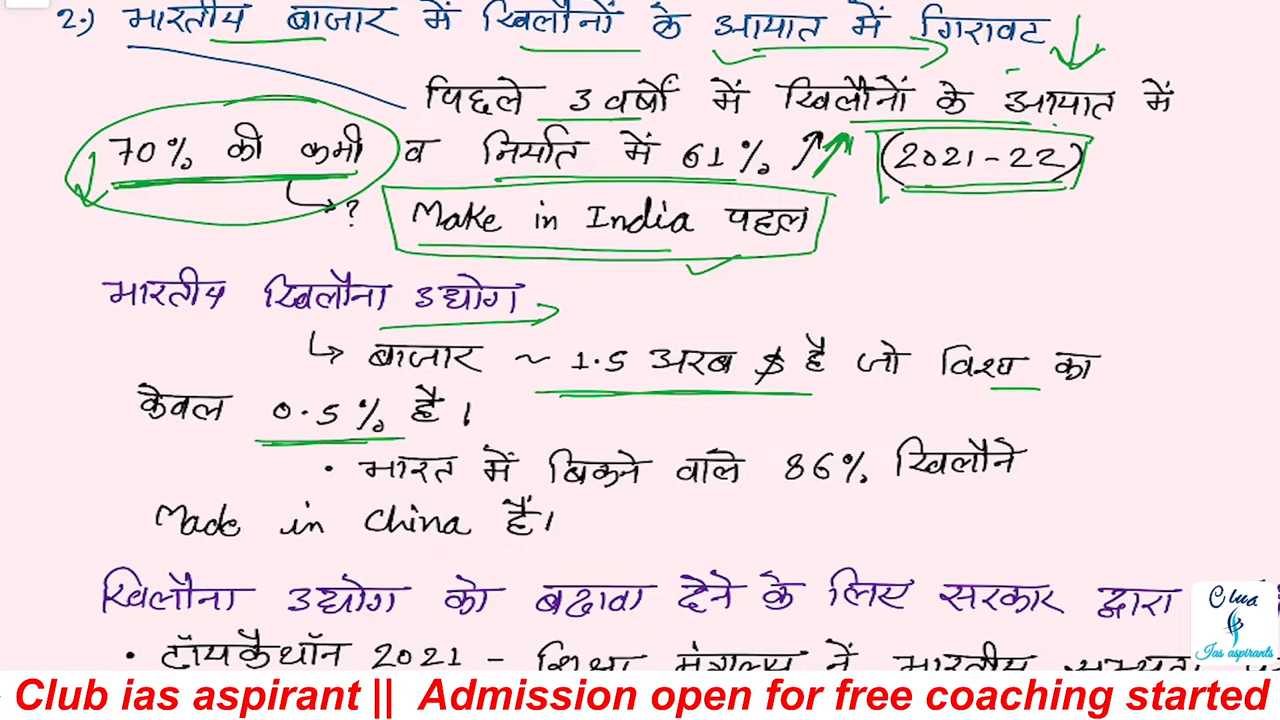 2.) भारतीय बाजार में खिलौनों के आयात में गिरावट ↓
पिछले 3 वर्षों में खिलौनों के आयात में
70% की कमी व निर्यात में 61% ↑↑ (2021-22)
↳ ? Make in India पहल
भारतीय खिलौना उद्योग
↳ बाजार ~ 1.5 अरब $ है जो विश्व का
केवल 0.5% है।
• भारत में बिकने वाले 86% खिलौने
Made in China हैं।
खिलौना उद्योग को बढावा देने के लिए सरकार द्वारा
• टॉयकैथॉन 2021 - शिक्षा मंत्रालय ने भारतीय सभ्यता
Club
Ias aspirants
Club ias aspirant || Admission open for free coaching started